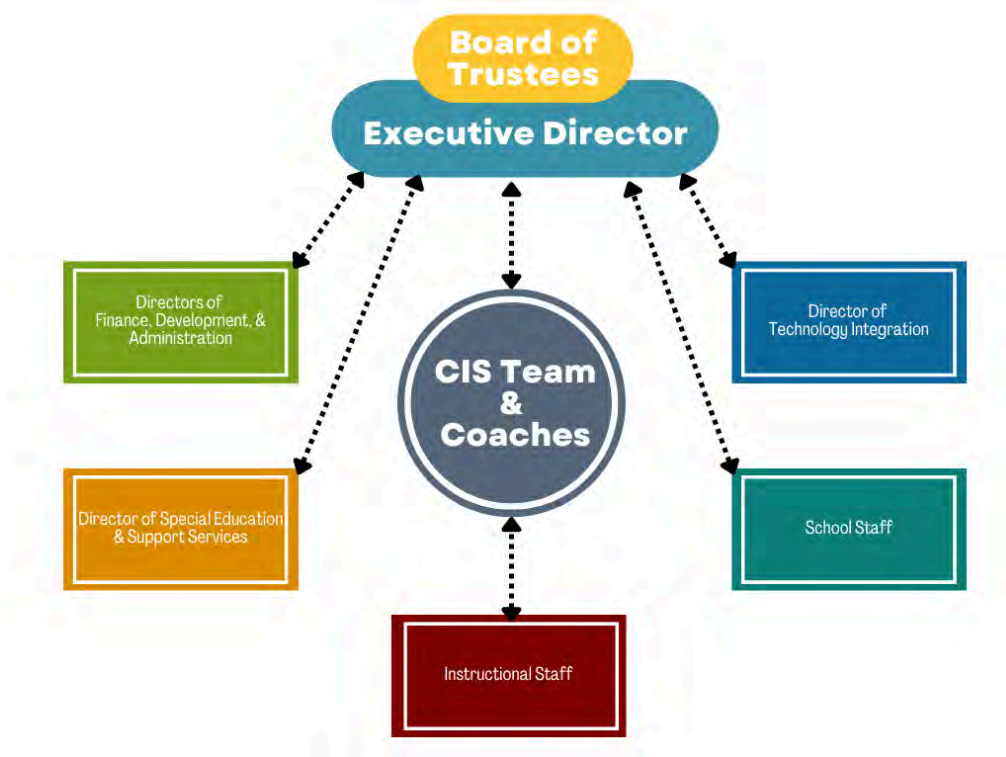 Board of
Trustees
Executive Director
Directors of
Finance, Development, &
Administration
Director of
Technology Integration
CIS Team
&
Coaches
Director of Special Education
& Support Services
School Staff
Instructional Staff